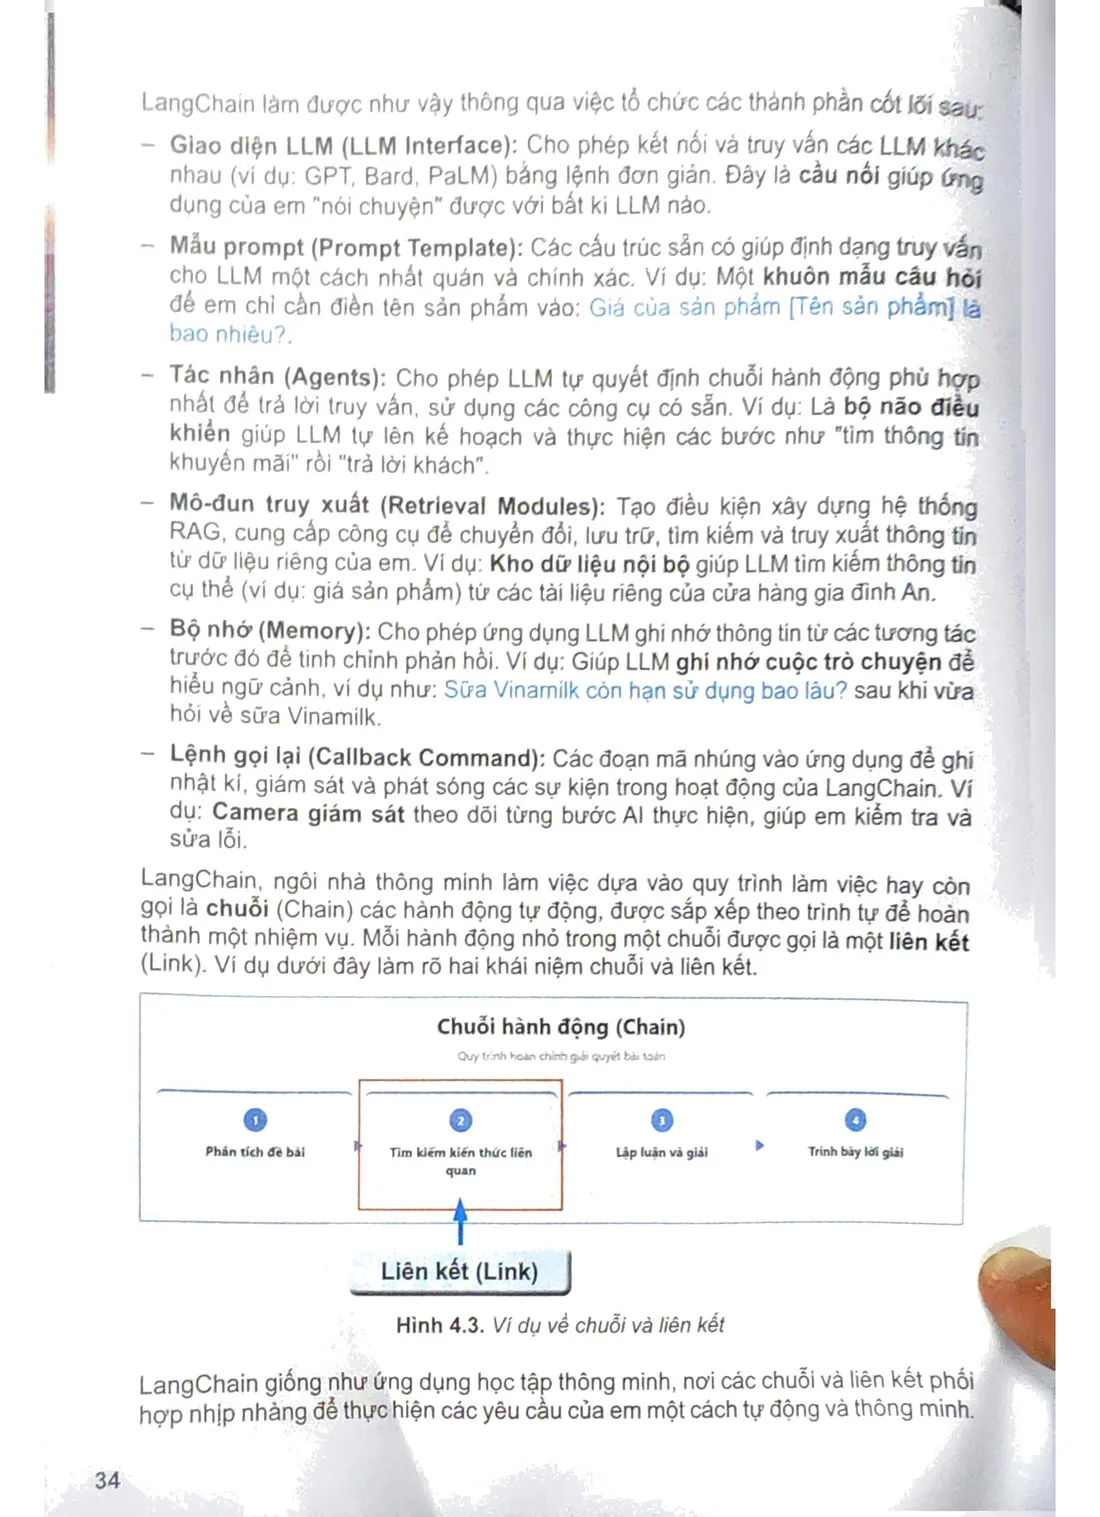 LangChain làm được như vậy thông qua việc tổ chức các thành phần cốt lõi sau:
– Giao diện LLM (LLM Interface): Cho phép kết nối và truy vấn các LLM khác
nhau (ví dụ: GPT, Bard, PaLM) bằng lệnh đơn giản. Đây là cầu nối giúp ứng
dụng của em "nói chuyện" được với bất kì LLM nào.
– Mẫu prompt (Prompt Template): Các cấu trúc sẵn có giúp định dạng truy vấn
cho LLM một cách nhất quán và chính xác. Ví dụ: Một khuôn mẫu câu hỏi
để em chỉ cần điền tên sản phẩm vào: Giá của sản phẩm [Tên sản phẩm] là
bao nhiêu?.
– Tác nhân (Agents): Cho phép LLM tự quyết định chuỗi hành động phù hợp
nhất để trả lời truy vấn, sử dụng các công cụ có sẵn. Ví dụ: Là bộ não điều
khiển giúp LLM tự lên kế hoạch và thực hiện các bước như "tìm thông tin
khuyến mãi" rồi "trả lời khách".
– Mô-đun truy xuất (Retrieval Modules): Tạo điều kiện xây dựng hệ thống
RAG, cung cấp công cụ để chuyển đổi, lưu trữ, tìm kiếm và truy xuất thông tin
từ dữ liệu riêng của em. Ví dụ: Kho dữ liệu nội bộ giúp LLM tìm kiếm thông tin
cụ thể (ví dụ: giá sản phẩm) từ các tài liệu riêng của cửa hàng gia đình An.
– Bộ nhớ (Memory): Cho phép ứng dụng LLM ghi nhớ thông tin từ các tương tác
trước đó để tinh chỉnh phản hồi. Ví dụ: Giúp LLM ghi nhớ cuộc trò chuyện để
hiểu ngữ cảnh, ví dụ như: Sữa Vinamilk còn hạn sử dụng bao lâu? sau khi vừa
hỏi về sữa Vinamilk.
– Lệnh gọi lại (Callback Command): Các đoạn mã nhúng vào ứng dụng để ghi
nhật kí, giám sát và phát sóng các sự kiện trong hoạt động của LangChain. Ví
dụ: Camera giám sát theo dõi từng bước AI thực hiện, giúp em kiểm tra và
sửa lỗi.
LangChain, ngôi nhà thông minh làm việc dựa vào quy trình làm việc hay còn
gọi là chuỗi (Chain) các hành động tự động, được sắp xếp theo trình tự để hoàn
thành một nhiệm vụ. Mỗi hành động nhỏ trong một chuỗi được gọi là một liên kết
(Link). Ví dụ dưới đây làm rõ hai khái niệm chuỗi và liên kết.
Chuỗi hành động (Chain)
Quy trình hoàn chỉnh giải quyết bài toán
1
Phân tích đề bài
2
Tìm kiếm kiến thức liên
quan
3
Lập luận và giải
4
Trình bày lời giải
Liên kết (Link)
Hình 4.3. Ví dụ về chuỗi và liên kết
LangChain giống như ứng dụng học tập thông minh, nơi các chuỗi và liên kết phối
hợp nhịp nhàng để thực hiện các yêu cầu của em một cách tự động và thông minh.
34